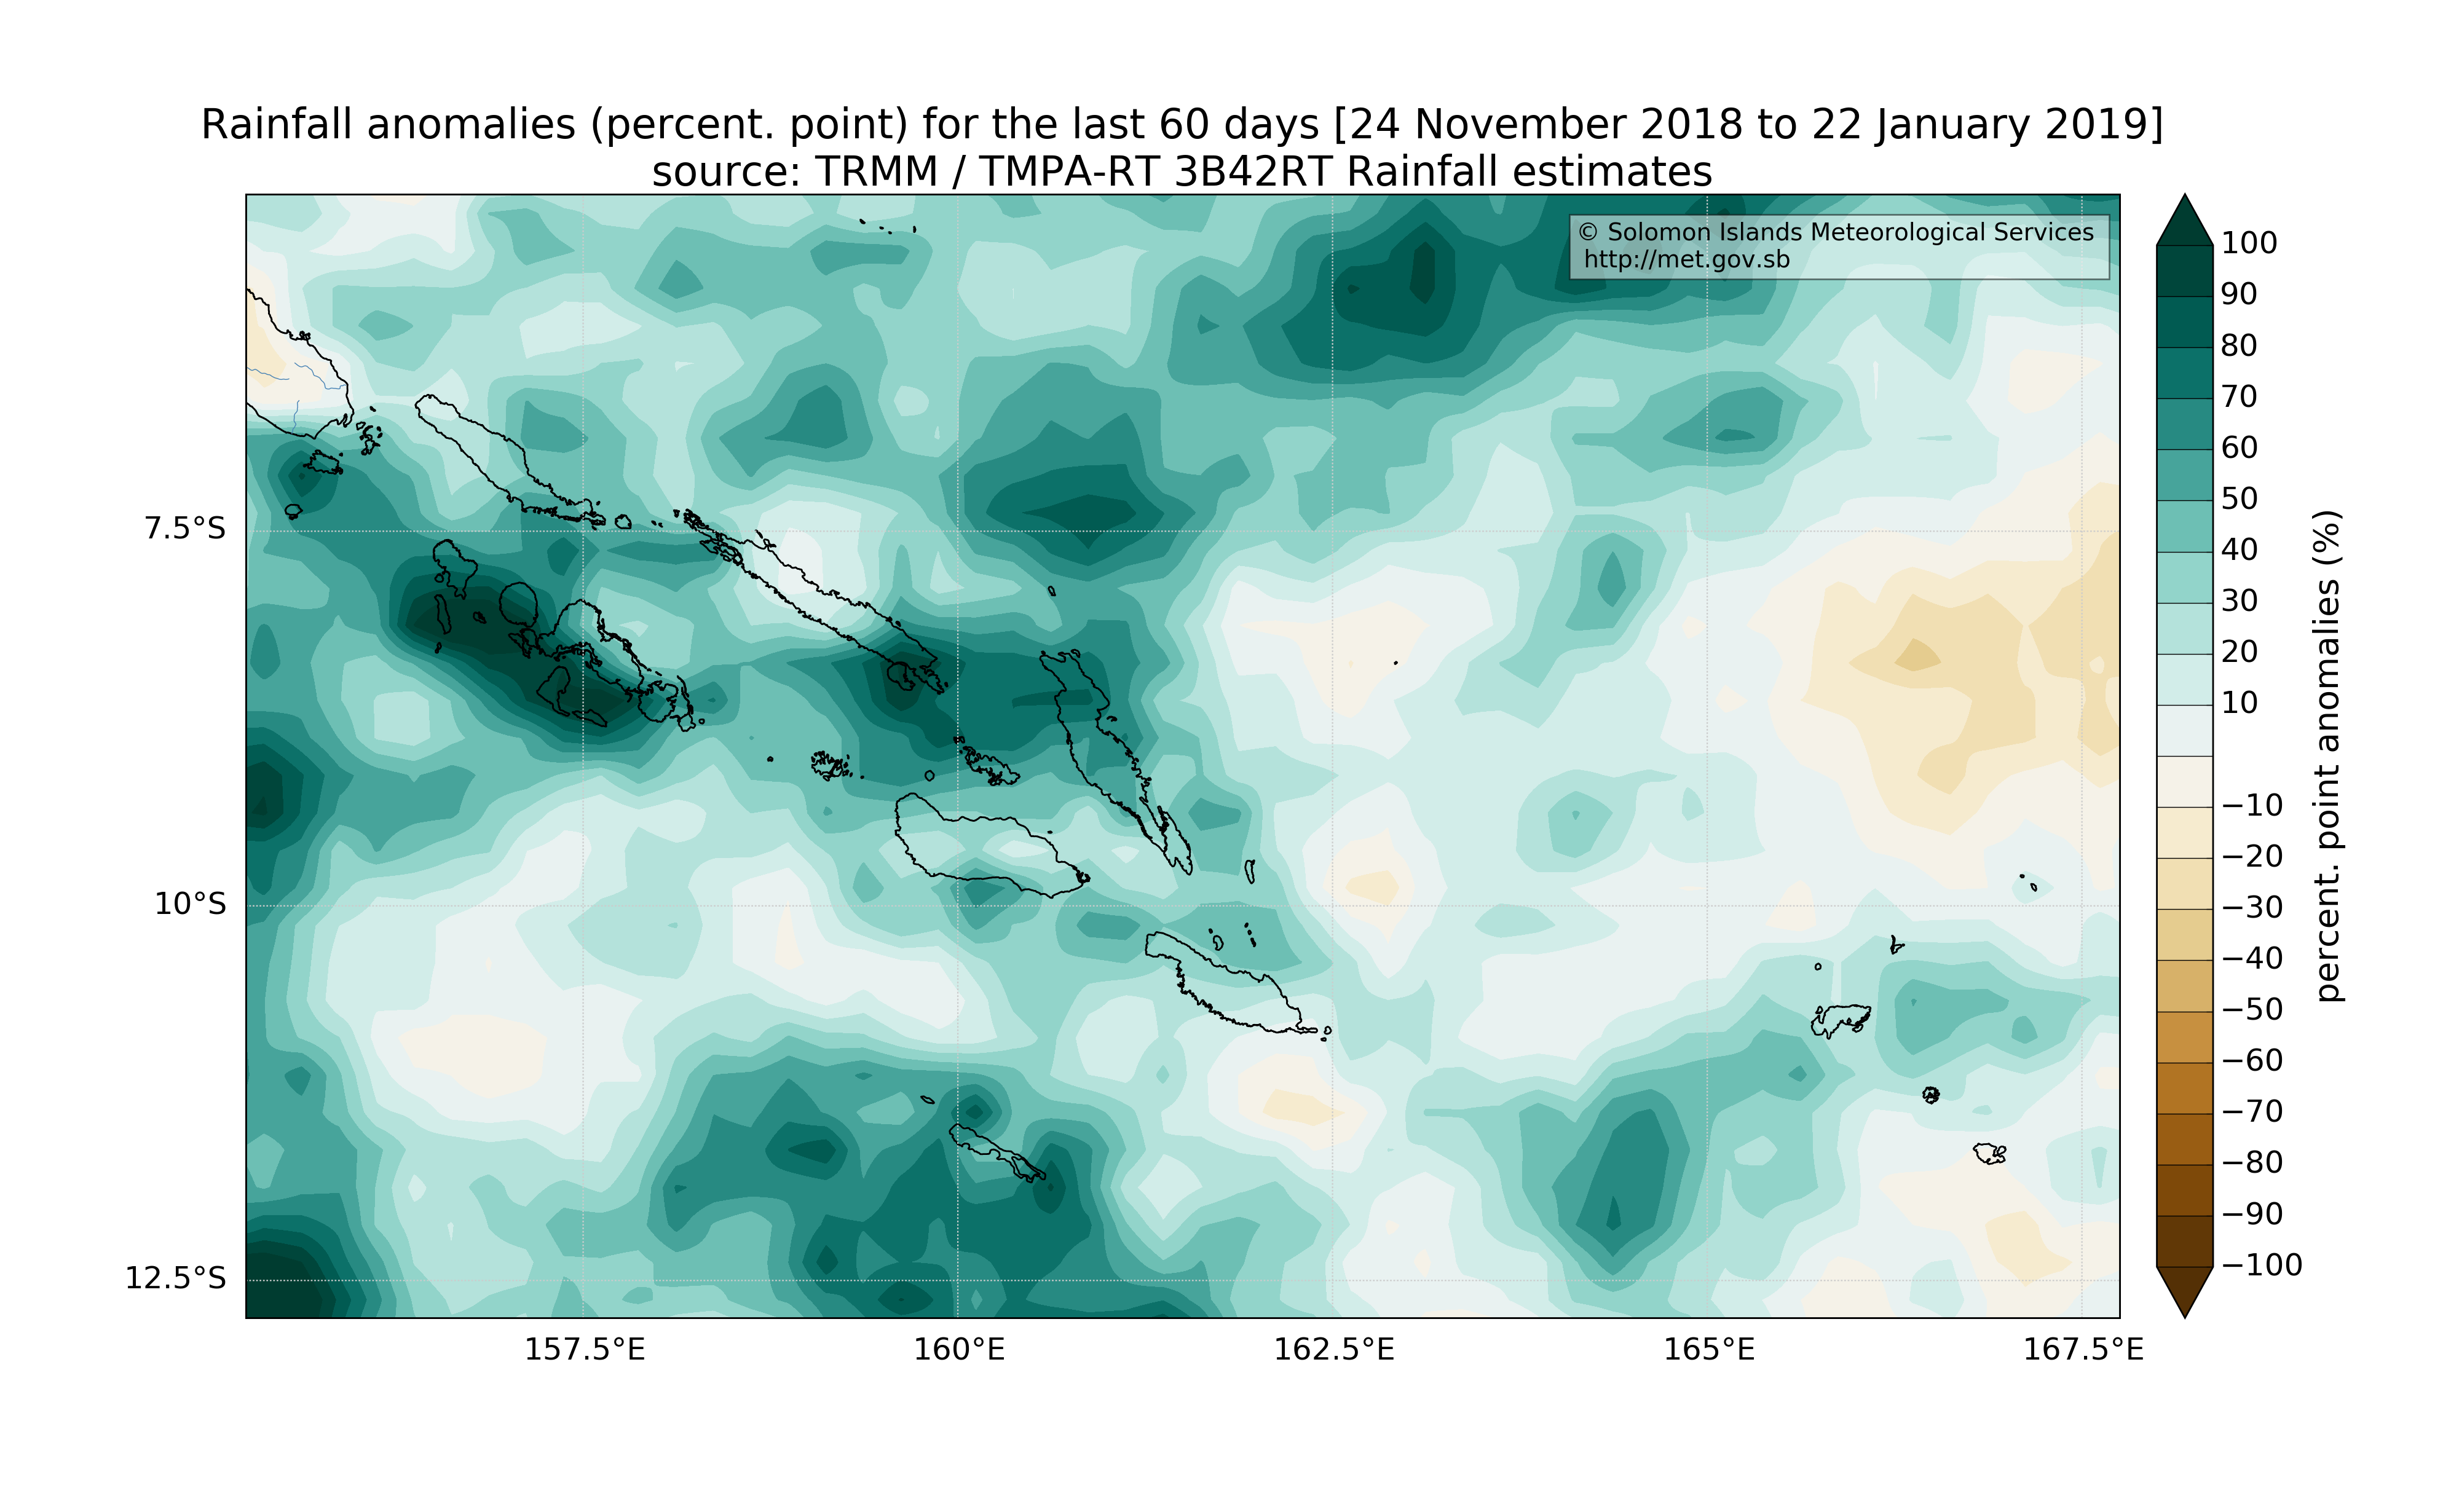 Rainfall anomalies (percent. point) for the last 60 days [24 November 2018 to 22 January 2019]
source: TRMM / TMPA-RT 3B42RT Rainfall estimates
© Solomon Islands Meteorological Services
http://met.gov.sb
7.5°S
10°S
12.5°S
157.5°E
160°E
162.5°E
165°E
167.5°E
100
90
80
70
60
50
40
30
20
10
−10
−20
−30
−40
−50
−60
−70
−80
−90
−100
percent. point anomalies (%)